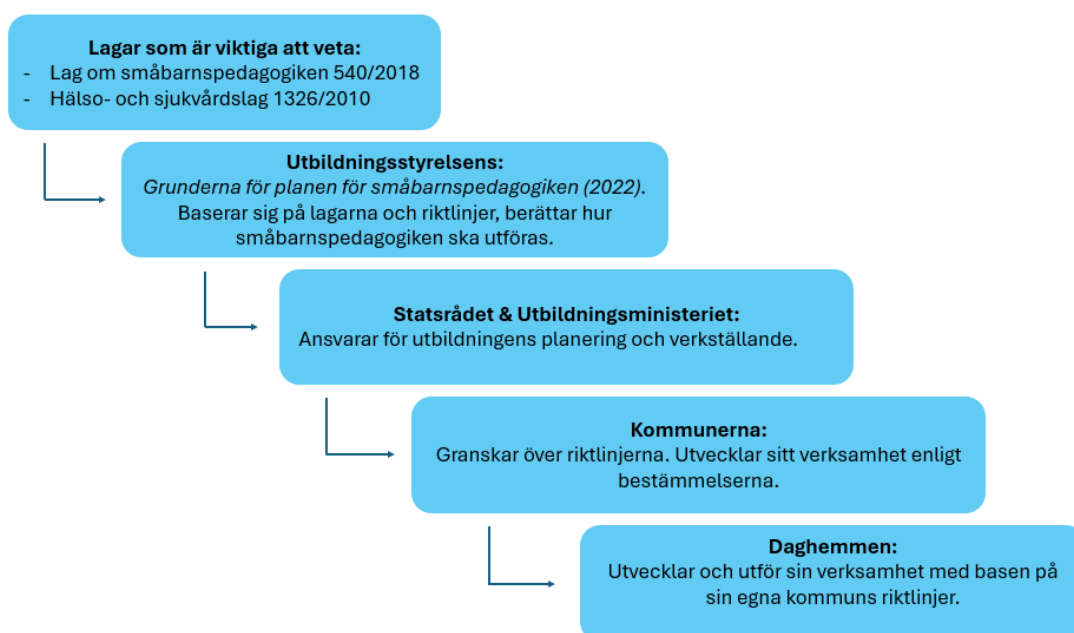 Lagar som är viktiga att veta:
- Lag om småbarnspedagogiken 540/2018
- Hälso- och sjukvårdslag 1326/2010
Utbildningsstyrelsens:
Grunderna för planen för småbarnspedagogiken (2022).
Baserar sig på lagarna och riktlinjer, berättar hur
småbarnspedagogiken ska utföras.
Statsrådet & Utbildningsministeriet:
Ansvarar för utbildningens planering och verkställande.
Kommunerna:
Granskar över riktlinjerna. Utvecklar sitt verksamhet enligt
bestämmelserna.
Daghemmen:
Utvecklar och utför sin verksamhet med basen på
sin egna kommuns riktlinjer.